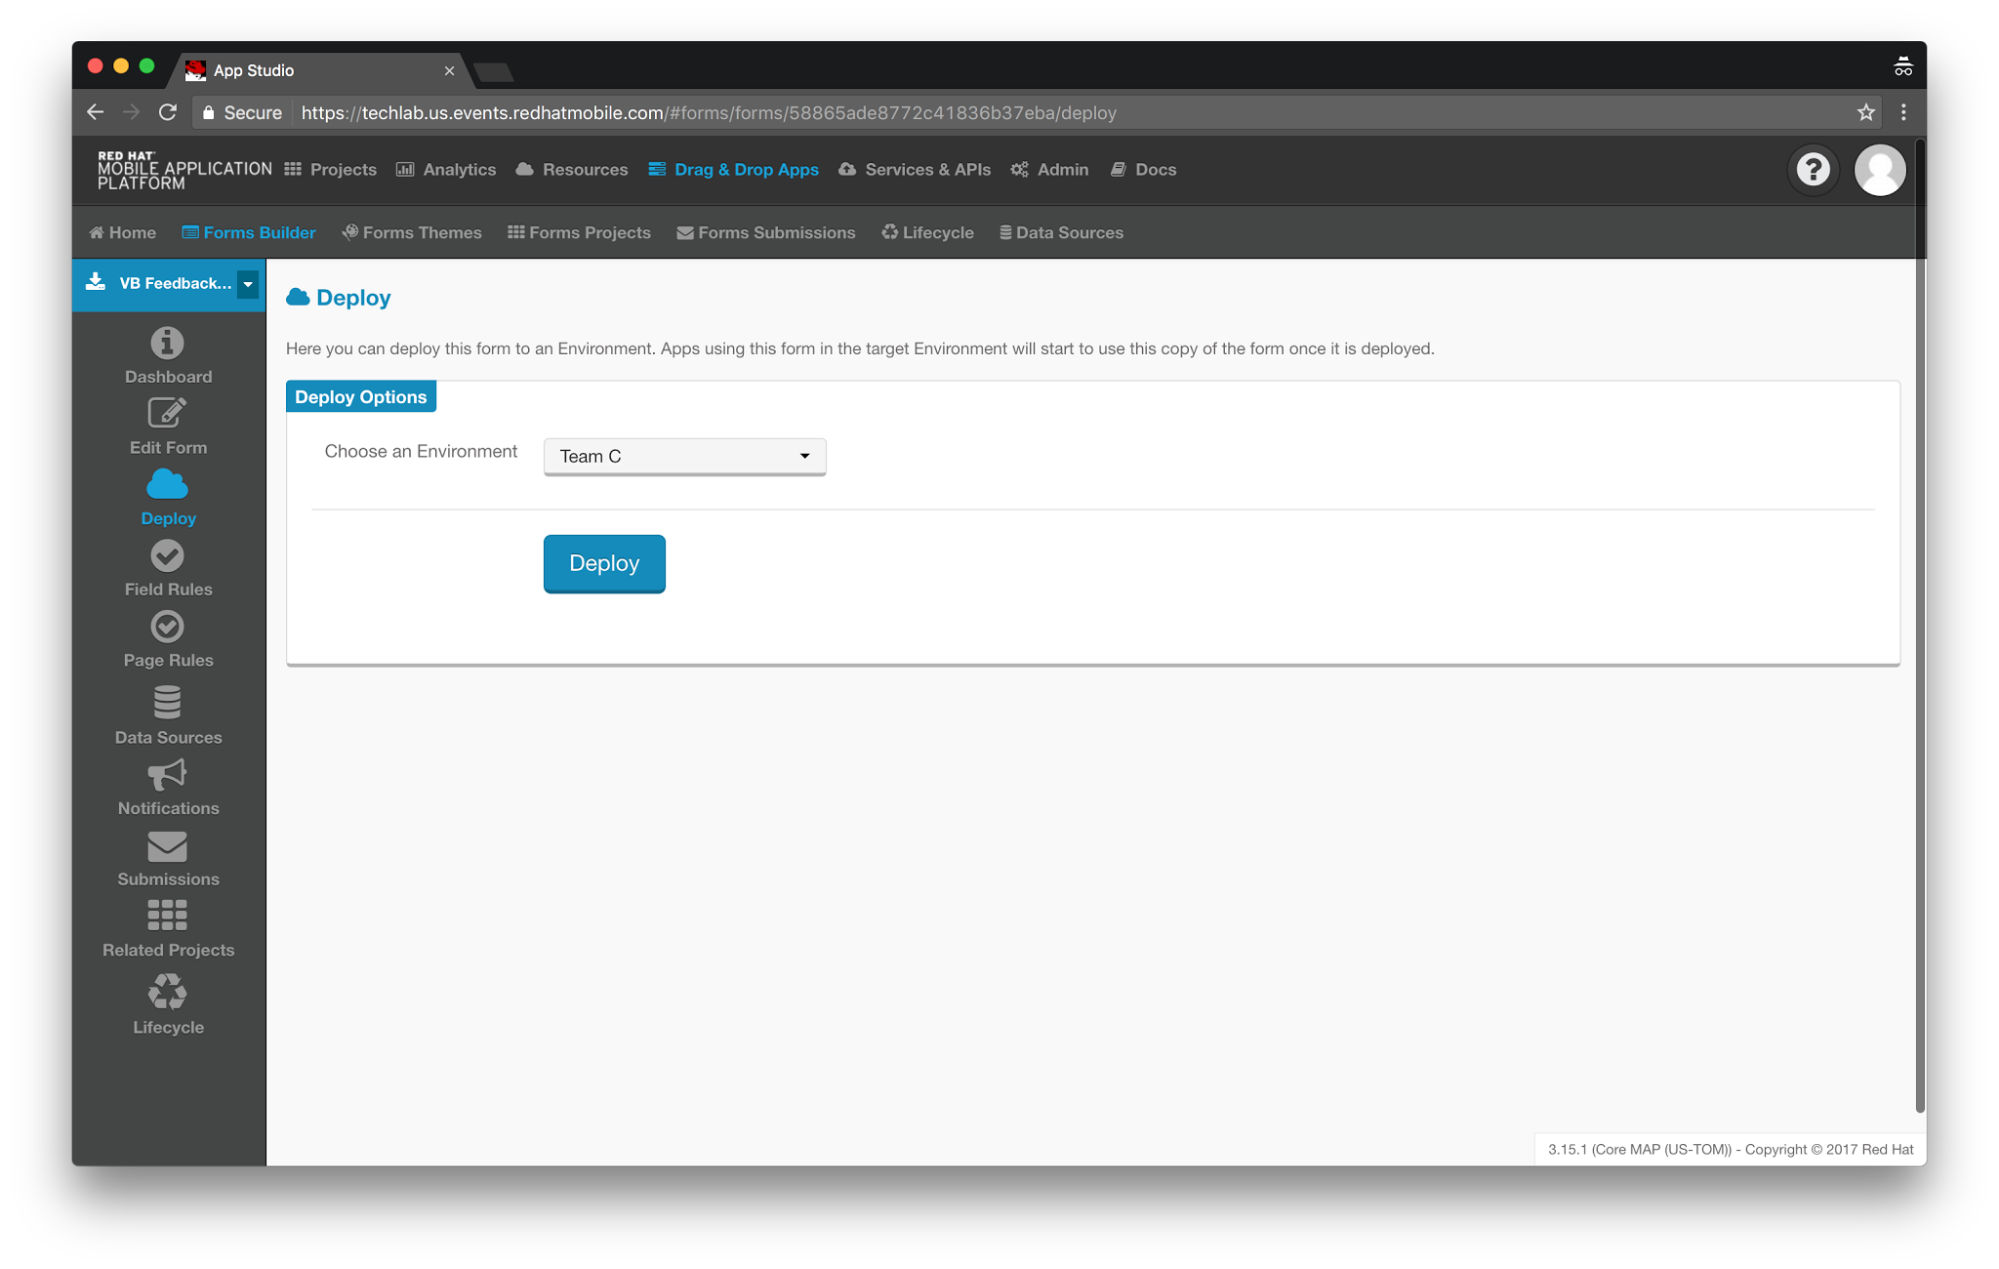 App Studio
Secure https://techlab.us.events.redhatmobile.com/#forms/forms/58865ade8772c41836b37eba/deploy
RED HAT
MOBILE APPLICATION
PLATFORM
Projects Analytics Resources Drag & Drop Apps Services & APIs Admin Docs
Home Forms Builder Forms Themes Forms Projects Forms Submissions Lifecycle Data Sources
VB Feedback...
Dashboard
Edit Form
Deploy
Field Rules
Page Rules
Data Sources
Notifications
Submissions
Related Projects
Lifecycle
Deploy
Here you can deploy this form to an Environment. Apps using this form in the target Environment will start to use this copy of the form once it is deployed.
Deploy Options
Choose an Environment Team C
Deploy
3.15.1 (Core MAP (US-TOM)) - Copyright © 2017 Red Hat